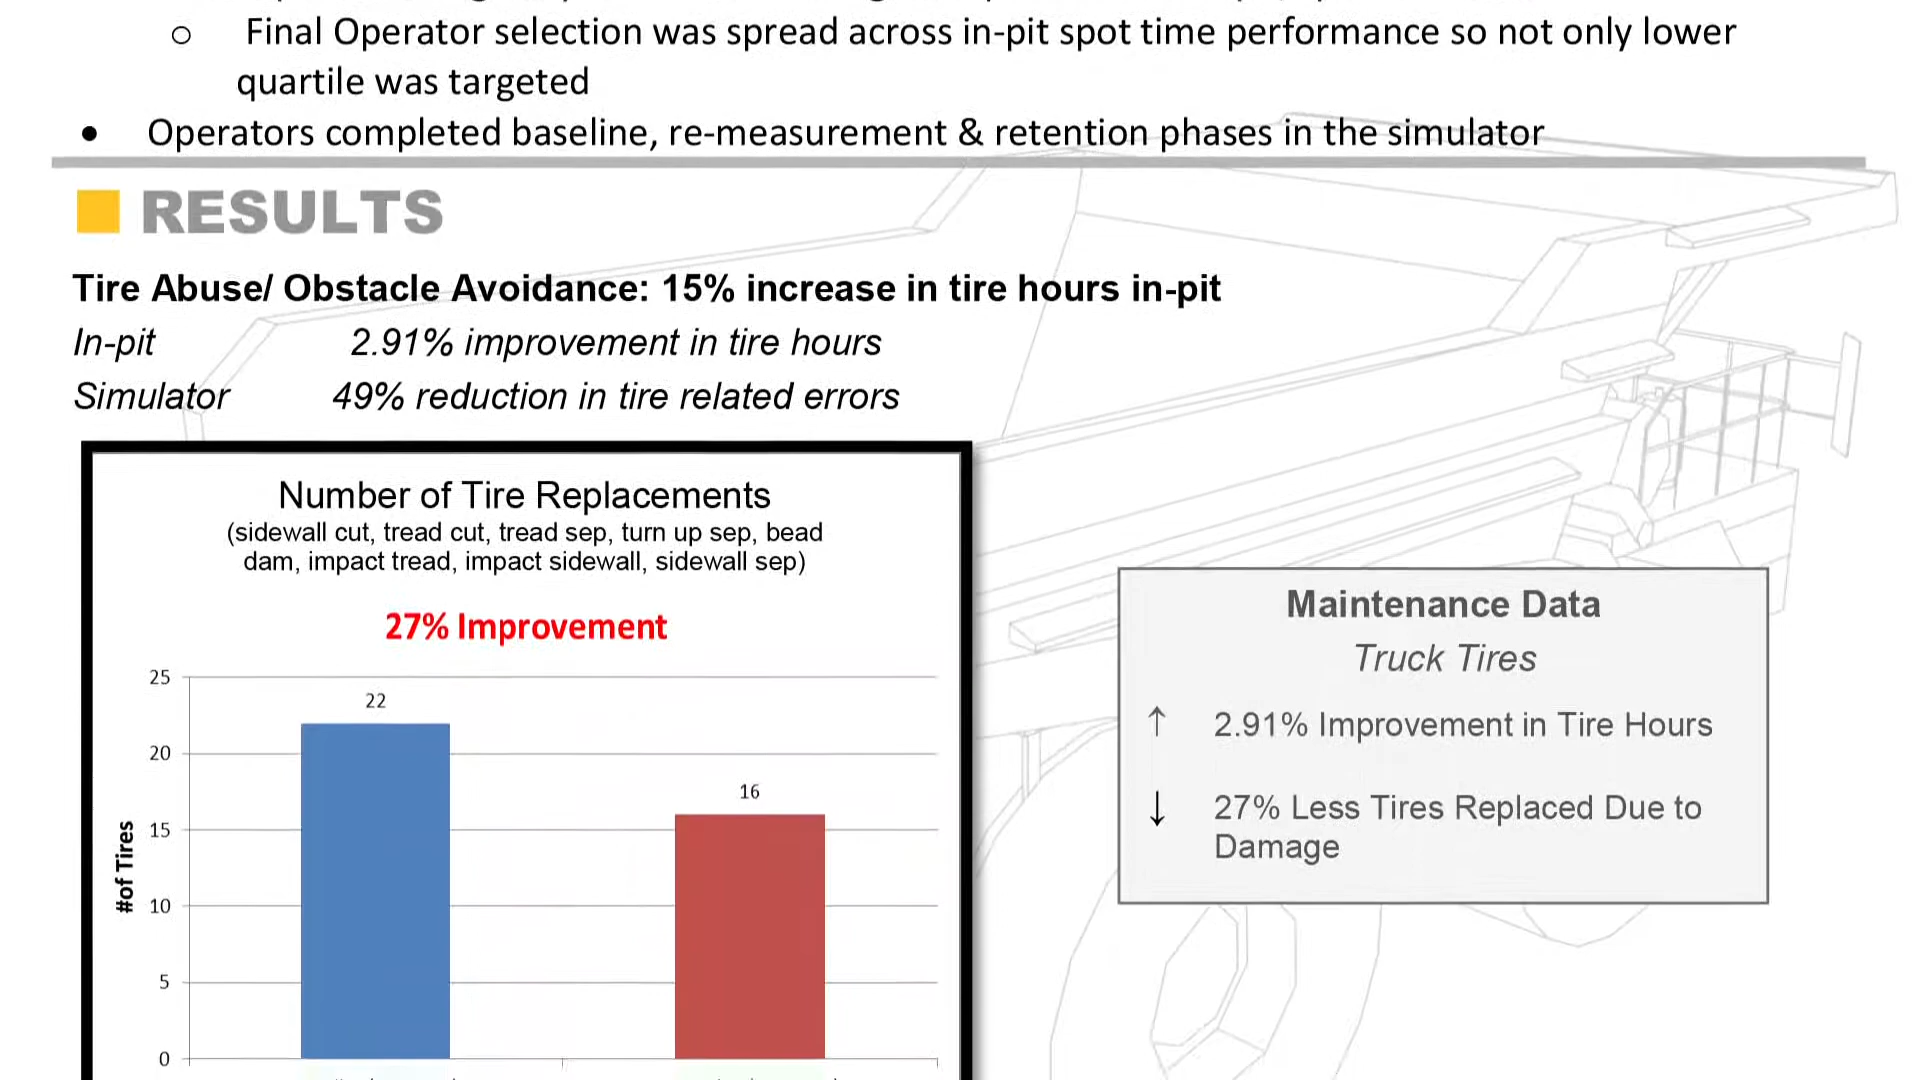 ○ Final Operator selection was spread across in-pit spot time performance so not only lower
quartile was targeted
• Operators completed baseline, re-measurement & retention phases in the simulator
RESULTS
Tire Abuse/ Obstacle Avoidance: 15% increase in tire hours in-pit
In-pit 2.91% improvement in tire hours
Simulator 49% reduction in tire related errors
Number of Tire Replacements
(sidewall cut, tread cut, tread sep, turn up sep, bead
dam, impact tread, impact sidewall, sidewall sep)
27% Improvement
25
22
20
16
15
10
5
0
#of Tires
Maintenance Data
Truck Tires
↑ 2.91% Improvement in Tire Hours
↓ 27% Less Tires Replaced Due to
Damage